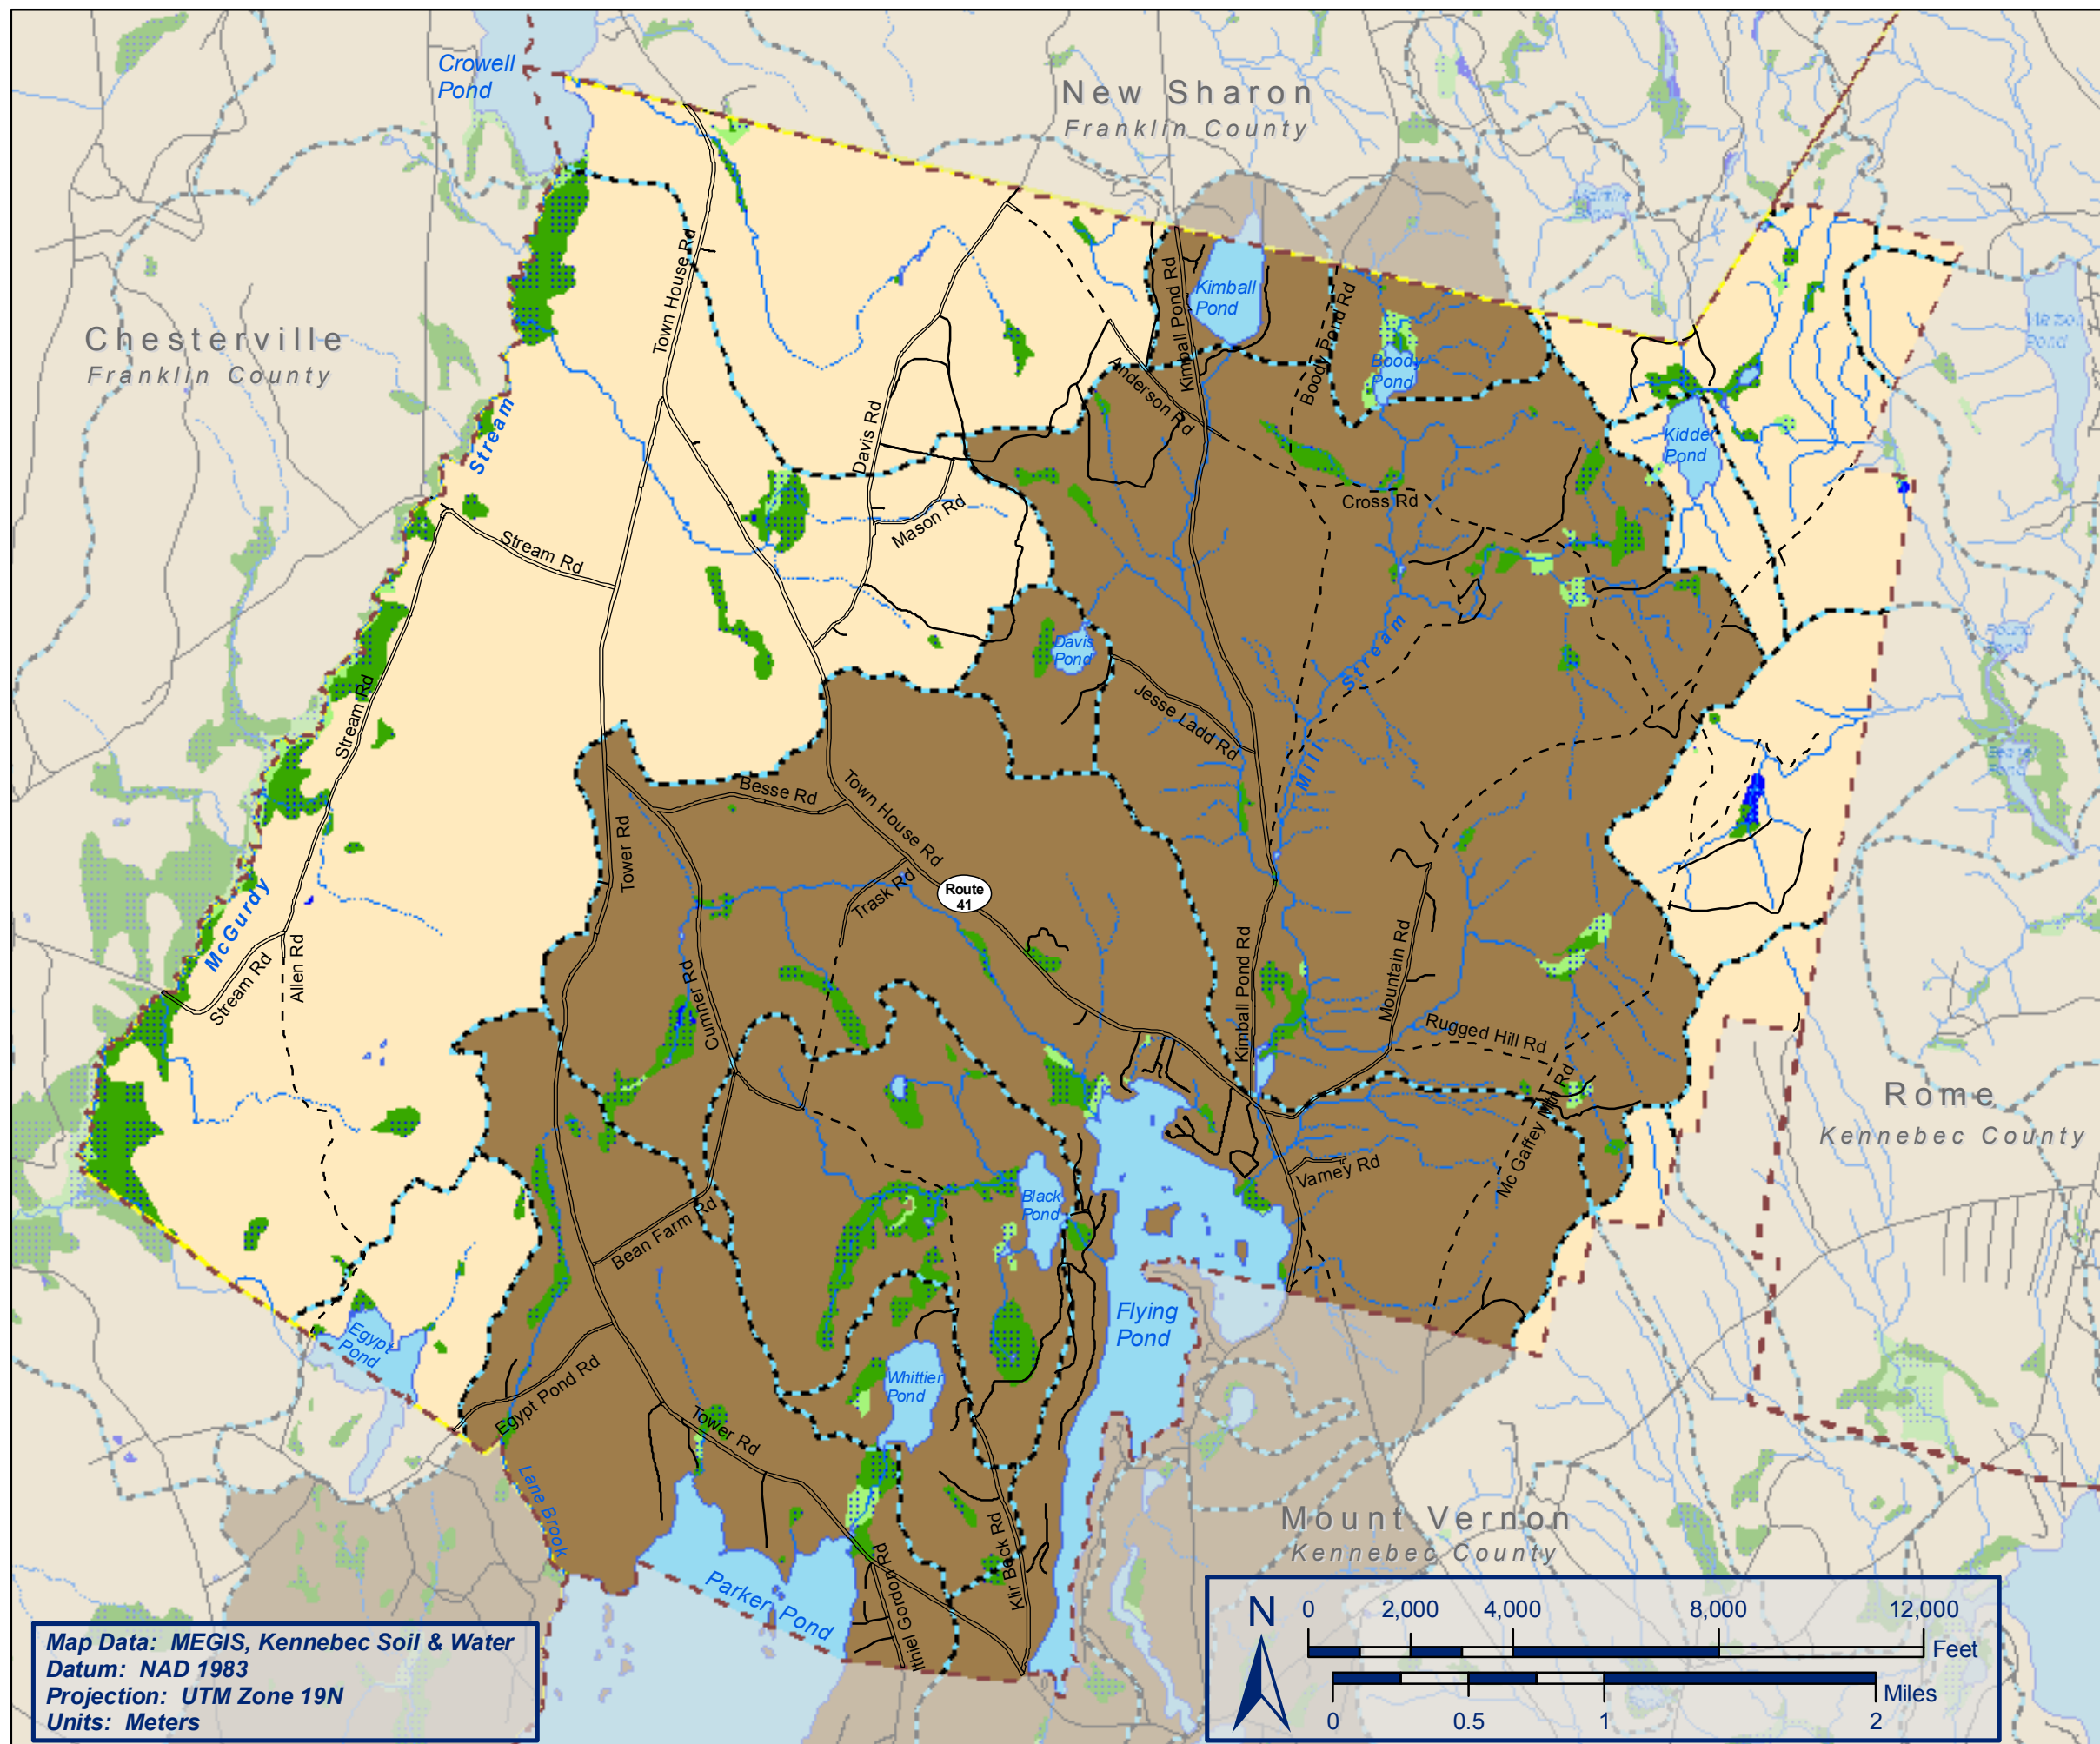 Crowell
Pond
New Sharon
Franklin County
Chesterville
Franklin County
Town House Rd
Kimball Pond Rd
Kimball
Pond
Boody Pond Rd
Boody
Pond
Anderson Rd
Davis Rd
Kidder
Pond
Stream
Cross Rd
Mason Rd
Stream Rd
Davis
Pond
Stream
Jesse Ladd Rd
Stream Rd
Mill
Besse Rd
Town House Rd
Tower Rd
Trask Rd
Route
41
McGurdy
Stream Rd
Allen Rd
Cummer Rd
Kimball Pond Rd
Mountain Rd
Rugged Hill Rd
Rome
Kennebec County
Mc Gaffey Mtn Rd
Varney Rd
Black
Pond
Bean Farm Rd
Flying
Pond
Egypt
Pond
Whittier
Pond
Egypt Pond Rd
Tower Rd
Lane Brook
Mount Vernon
Kennebec County
Klir Beck Rd
Ithiel Gordon Rd
Parker Pond
Map Data: MEGIS, Kennebec Soil & Water
Datum: NAD 1983
Projection: UTM Zone 19N
Units: Meters
N
0 2,000 4,000 8,000 12,000
Feet
Miles
0 0.5 1 2